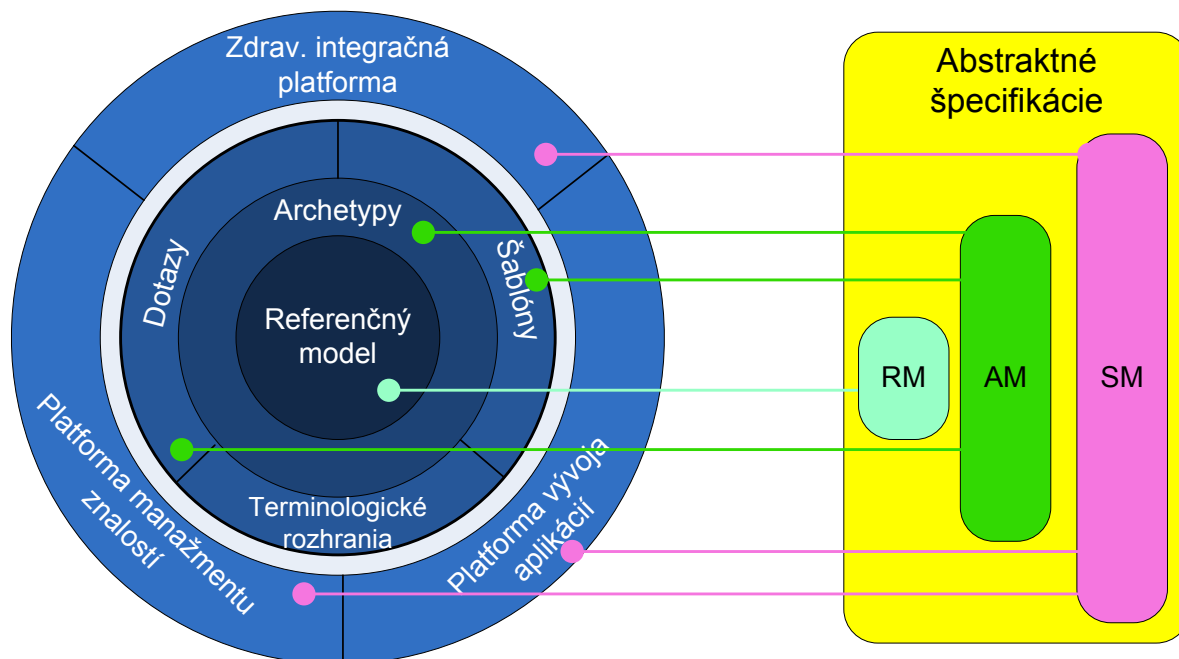 Zdrav. integračná
platforma
Archetypy
Dotazy
Šablóny
Referenčný
model
Terminologické
rozhrania
Platforma manažmentu
znalostí
Platforma vývoja
aplikácií
Abstraktné
špecifikácie
RM
AM
SM